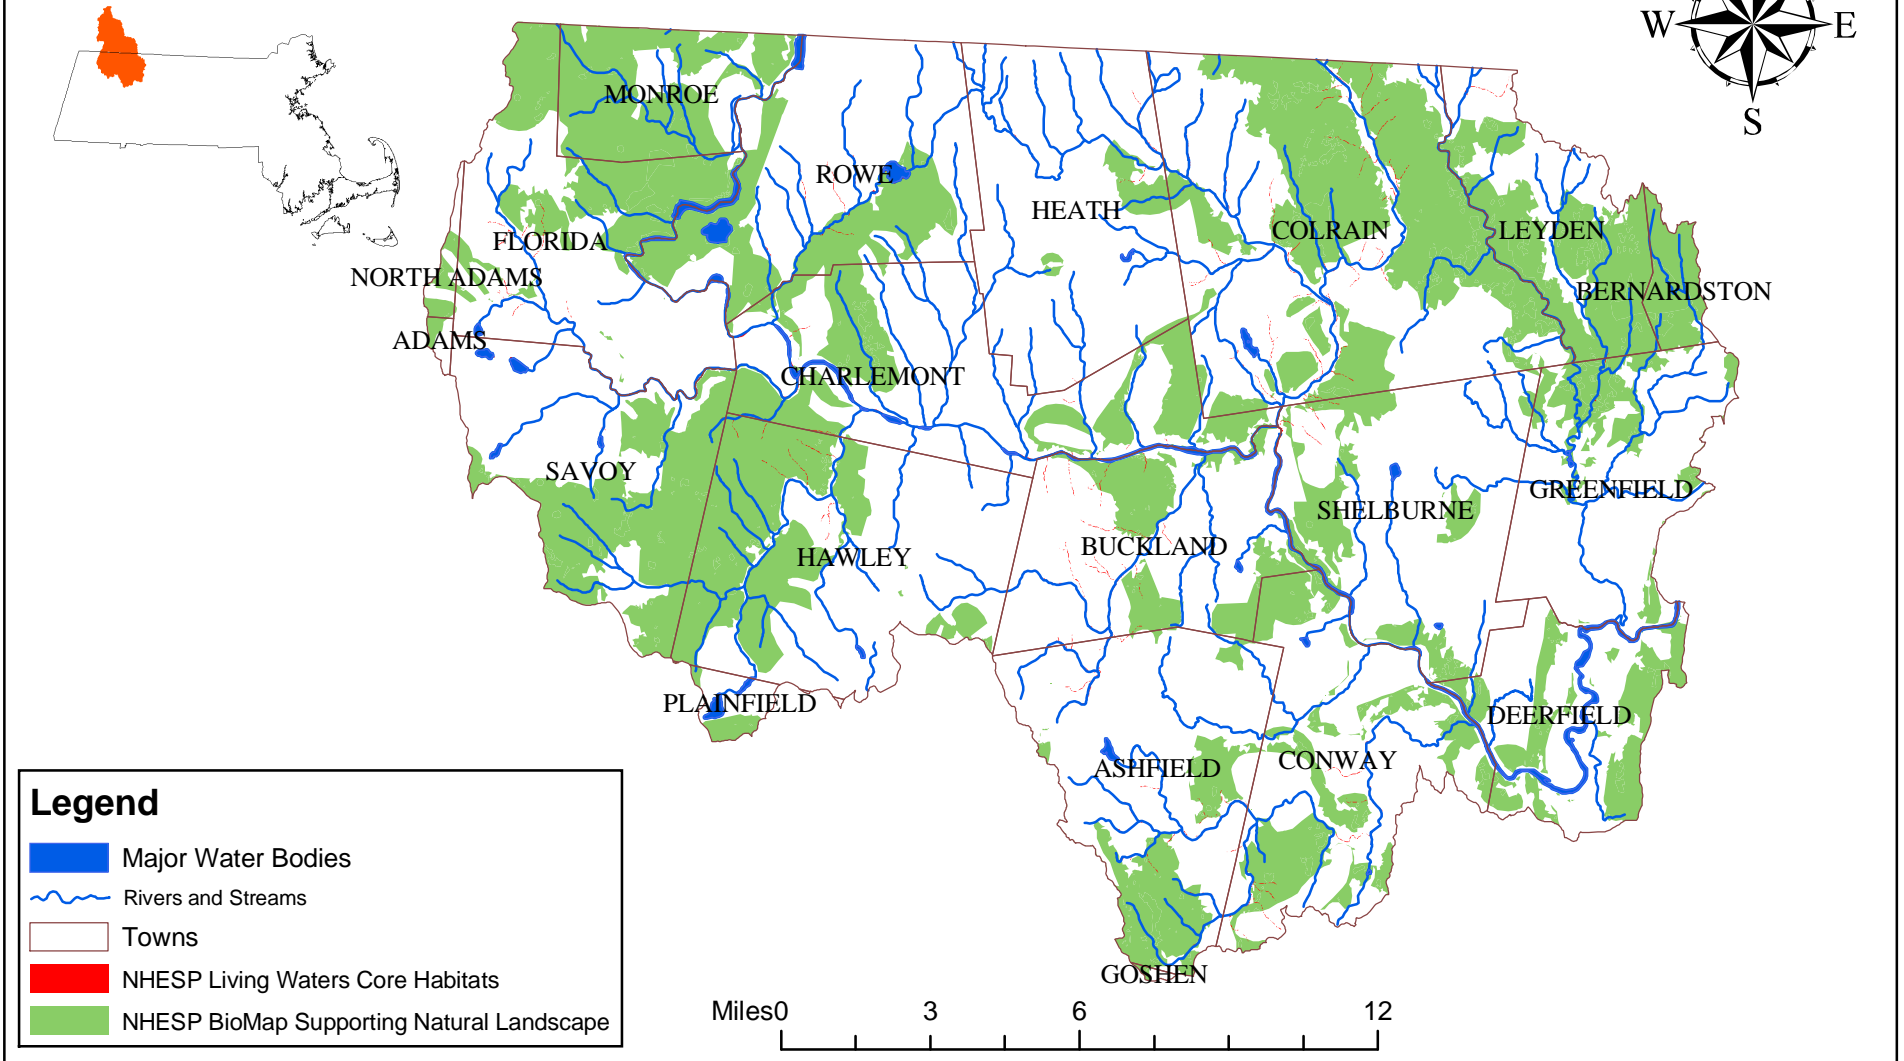 W E
S
MONROE
ROWE
HEATH
COLRAIN
LEYDEN
FLORIDA
NORTH ADAMS
BERNARDSTON
ADAMS
CHARLEMONT
SAVOY
GREENFIELD
SHELBURNE
BUCKLAND
HAWLEY
PLAINFIELD
DEERFIELD
CONWAY
ASHFIELD
GOSHEN
Legend
Major Water Bodies
Rivers and Streams
Towns
NHESP Living Waters Core Habitats
NHESP BioMap Supporting Natural Landscape
Miles0 3 6 12